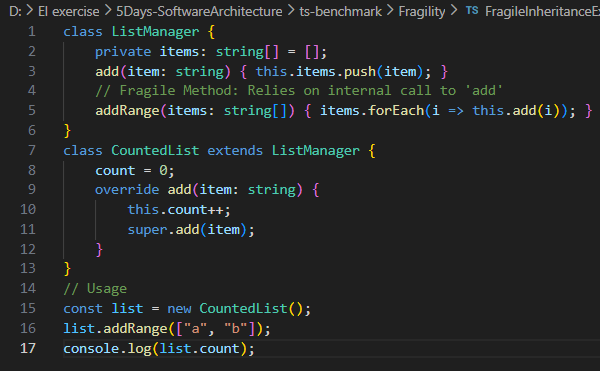 D: > EI exercise > 5Days-SoftwareArchitecture > ts-benchmark > Fragility > TS FragileInheritanceEx
1 class ListManager {
2     private items: string[] = [];
3     add(item: string) { this.items.push(item); }
4     // Fragile Method: Relies on internal call to 'add'
5     addRange(items: string[]) { items.forEach(i => this.add(i)); }
6 }
7 class CountedList extends ListManager {
8     count = 0;
9     override add(item: string) {
10         this.count++;
11         super.add(item);
12     }
13 }
14 // Usage
15 const list = new CountedList();
16 list.addRange(["a", "b"]);
17 console.log(list.count);